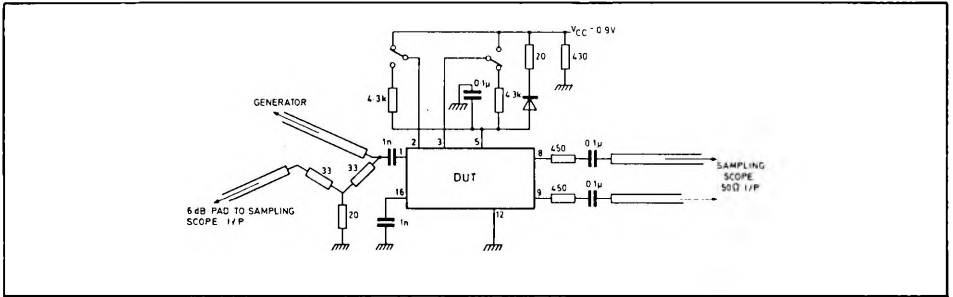 VCC - 0.9V
20
430
0.1μ
4.3k
4.3k
GENERATOR
1n
2
3
5
1
33
33
8
450
0.1μ
SAMPLING
SCOPE
50Ω I/P
DUT
16
9
450
0.1μ
20
1n
12
6dB PAD TO SAMPLING
SCOPE I/P